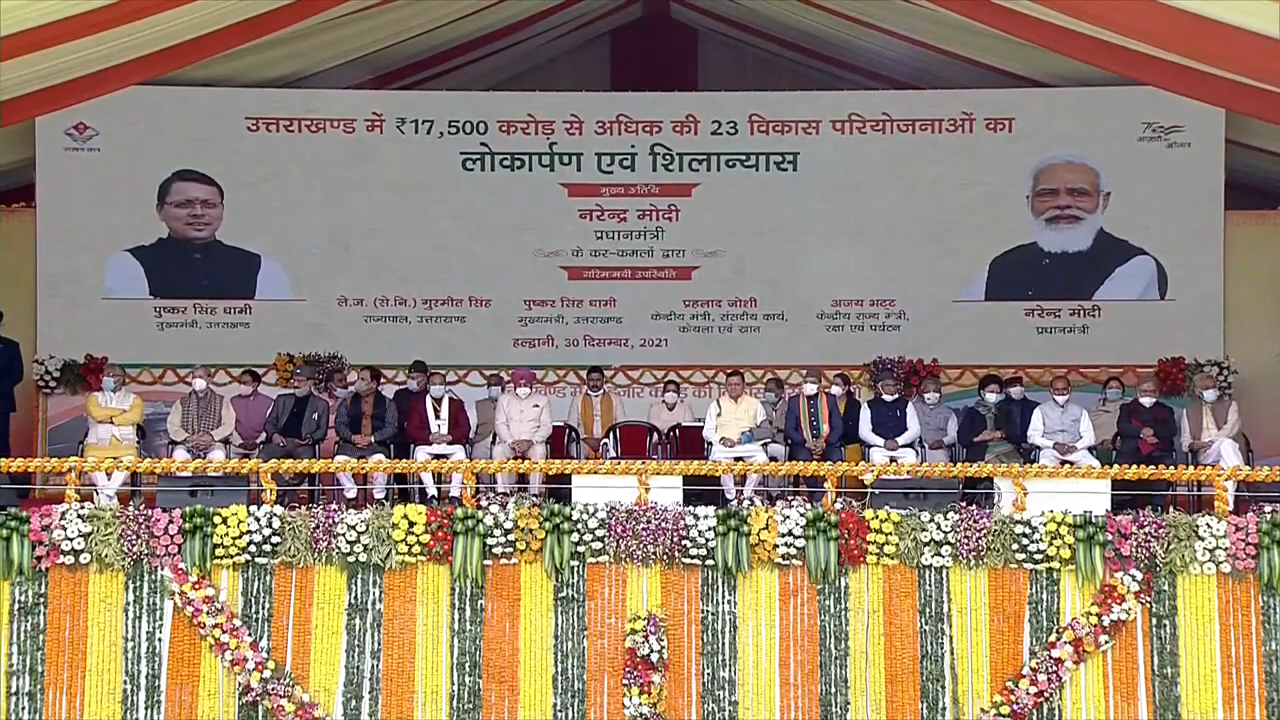 उत्तराखण्ड में ₹17,500 करोड़ से अधिक की 23 विकास परियोजनाओं का
लोकार्पण एवं शिलान्यास
मुख्य अतिथि
नरेन्द्र मोदी
प्रधानमंत्री
के कर-कमलों द्वारा
गरिमामयी उपस्थिति
पुष्कर सिंह धामी
मुख्यमंत्री, उत्तराखण्ड
ले.ज. (से.नि.) गुरमीत सिंह
राज्यपाल, उत्तराखण्ड
पुष्कर सिंह धामी
मुख्यमंत्री, उत्तराखण्ड
प्रहलाद जोशी
केन्द्रीय मंत्री, संसदीय कार्य,
कोयला एवं खान
अजय भट्ट
केन्द्रीय राज्य मंत्री,
रक्षा एवं पर्यटन
नरेन्द्र मोदी
प्रधानमंत्री
हल्द्वानी, 30 दिसम्बर, 2021